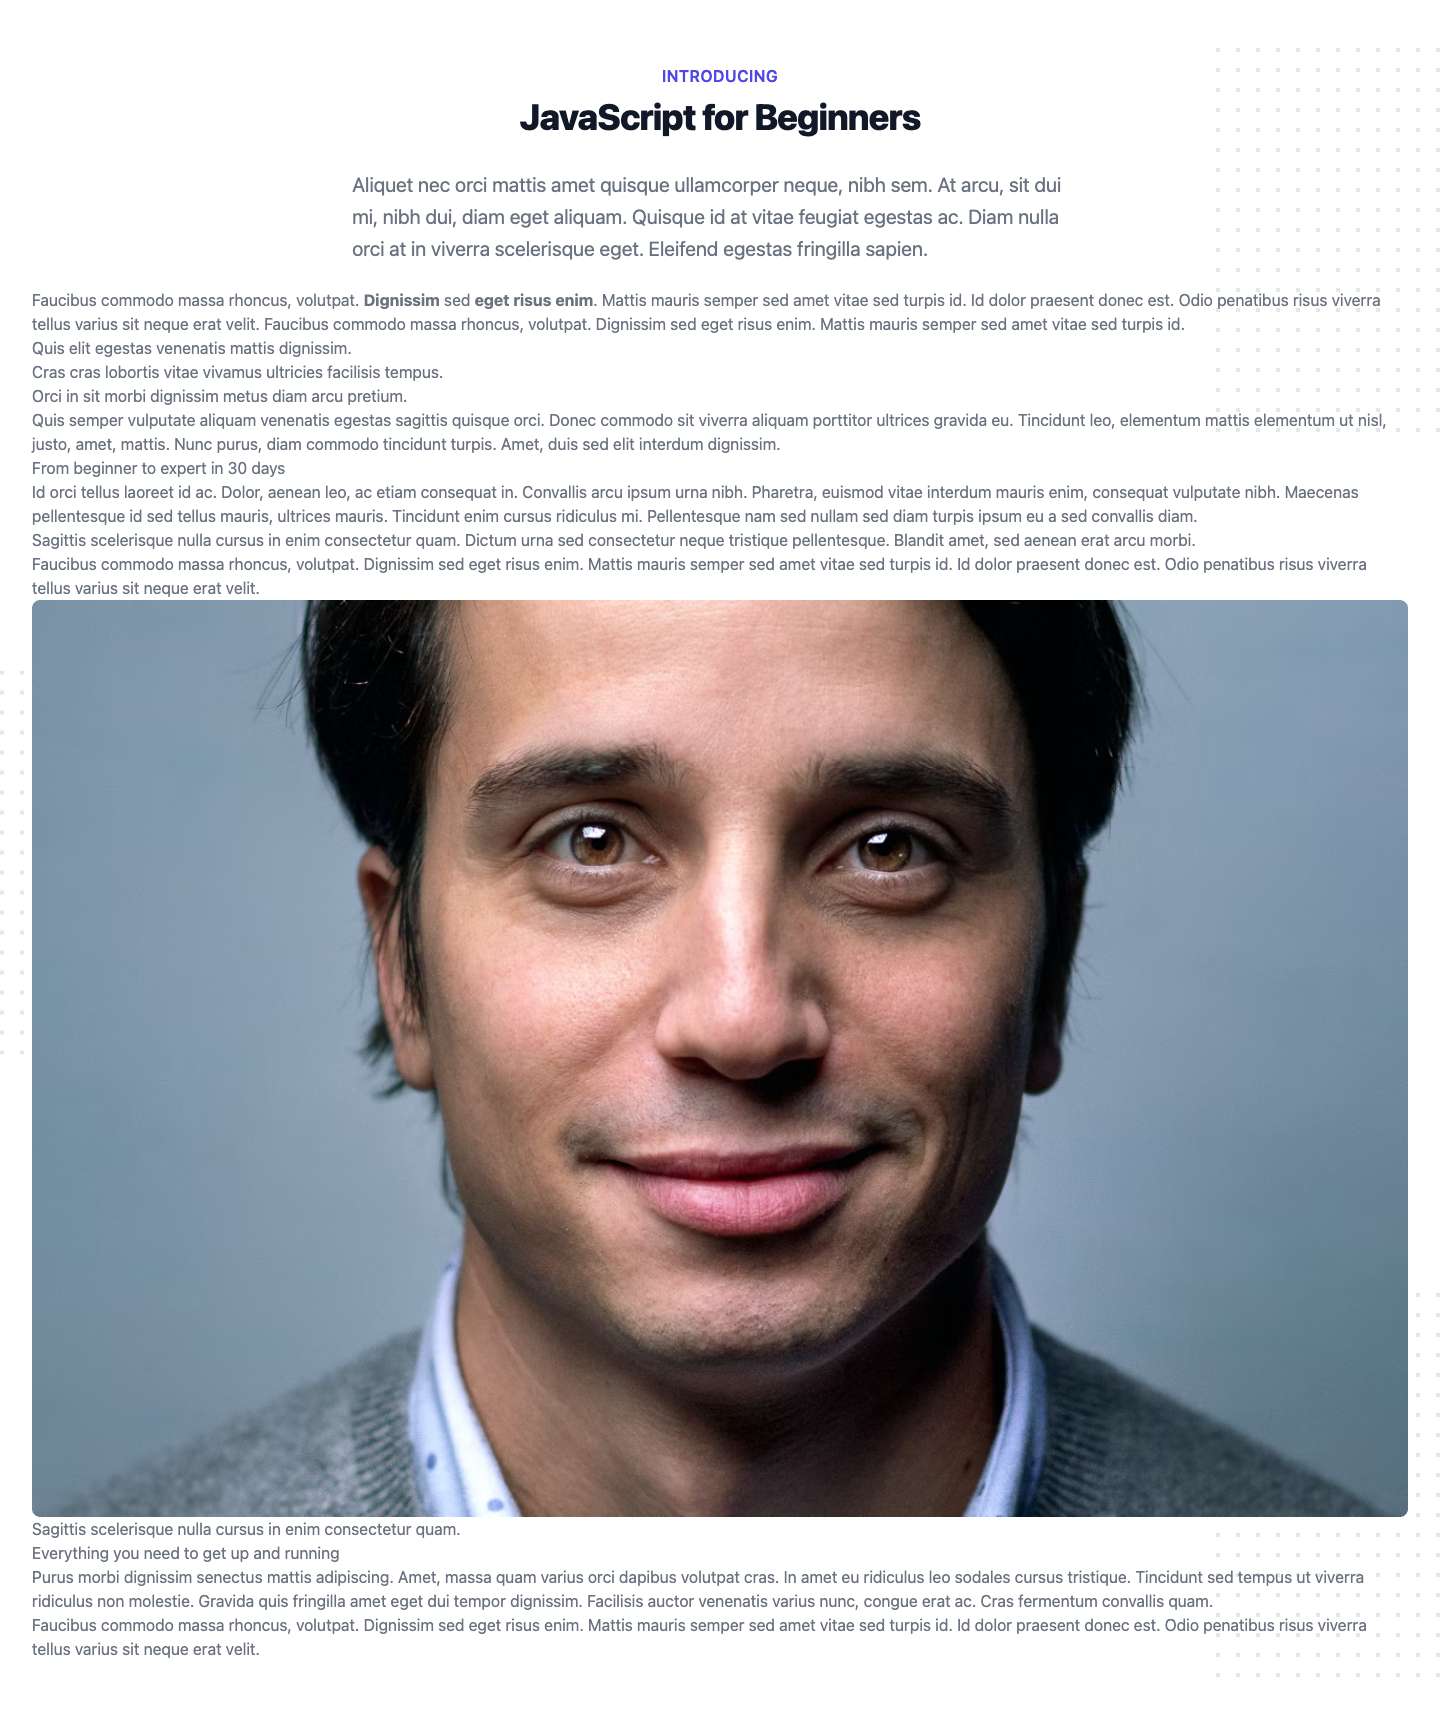 INTRODUCING
JavaScript for Beginners
Aliquet nec orci mattis amet quisque ullamcorper neque, nibh sem. At arcu, sit dui
mi, nibh dui, diam eget aliquam. Quisque id at vitae feugiat egestas ac. Diam nulla
orci at in viverra scelerisque eget. Eleifend egestas fringilla sapien.
Faucibus commodo massa rhoncus, volutpat. Dignissim sed eget risus enim. Mattis mauris semper sed amet vitae sed turpis id. Id dolor praesent donec est. Odio penatibus risus viverra
tellus varius sit neque erat velit. Faucibus commodo massa rhoncus, volutpat. Dignissim sed eget risus enim. Mattis mauris semper sed amet vitae sed turpis id.
Quis elit egestas venenatis mattis dignissim.
Cras cras lobortis vitae vivamus ultricies facilisis tempus.
Orci in sit morbi dignissim metus diam arcu pretium.
Quis semper vulputate aliquam venenatis egestas sagittis quisque orci. Donec commodo sit viverra aliquam porttitor ultrices gravida eu. Tincidunt leo, elementum mattis elementum ut nisl,
justo, amet, mattis. Nunc purus, diam commodo tincidunt turpis. Amet, duis sed elit interdum dignissim.
From beginner to expert in 30 days
Id orci tellus laoreet id ac. Dolor, aenean leo, ac etiam consequat in. Convallis arcu ipsum urna nibh. Pharetra, euismod vitae interdum mauris enim, consequat vulputate nibh. Maecenas
pellentesque id sed tellus mauris, ultrices mauris. Tincidunt enim cursus ridiculus mi. Pellentesque nam sed nullam sed diam turpis ipsum eu a sed convallis diam.
Sagittis scelerisque nulla cursus in enim consectetur quam. Dictum urna sed consectetur neque tristique pellentesque. Blandit amet, sed aenean erat arcu morbi.
Faucibus commodo massa rhoncus, volutpat. Dignissim sed eget risus enim. Mattis mauris semper sed amet vitae sed turpis id. Id dolor praesent donec est. Odio penatibus risus viverra
tellus varius sit neque erat velit.
Sagittis scelerisque nulla cursus in enim consectetur quam.
Everything you need to get up and running
Purus morbi dignissim senectus mattis adipiscing. Amet, massa quam varius orci dapibus volutpat cras. In amet eu ridiculus leo sodales cursus tristique. Tincidunt sed tempus ut viverra
ridiculus non molestie. Gravida quis fringilla amet eget dui tempor dignissim. Facilisis auctor venenatis varius nunc, congue erat ac. Cras fermentum convallis quam.
Faucibus commodo massa rhoncus, volutpat. Dignissim sed eget risus enim. Mattis mauris semper sed amet vitae sed turpis id. Id dolor praesent donec est. Odio penatibus risus viverra
tellus varius sit neque erat velit.